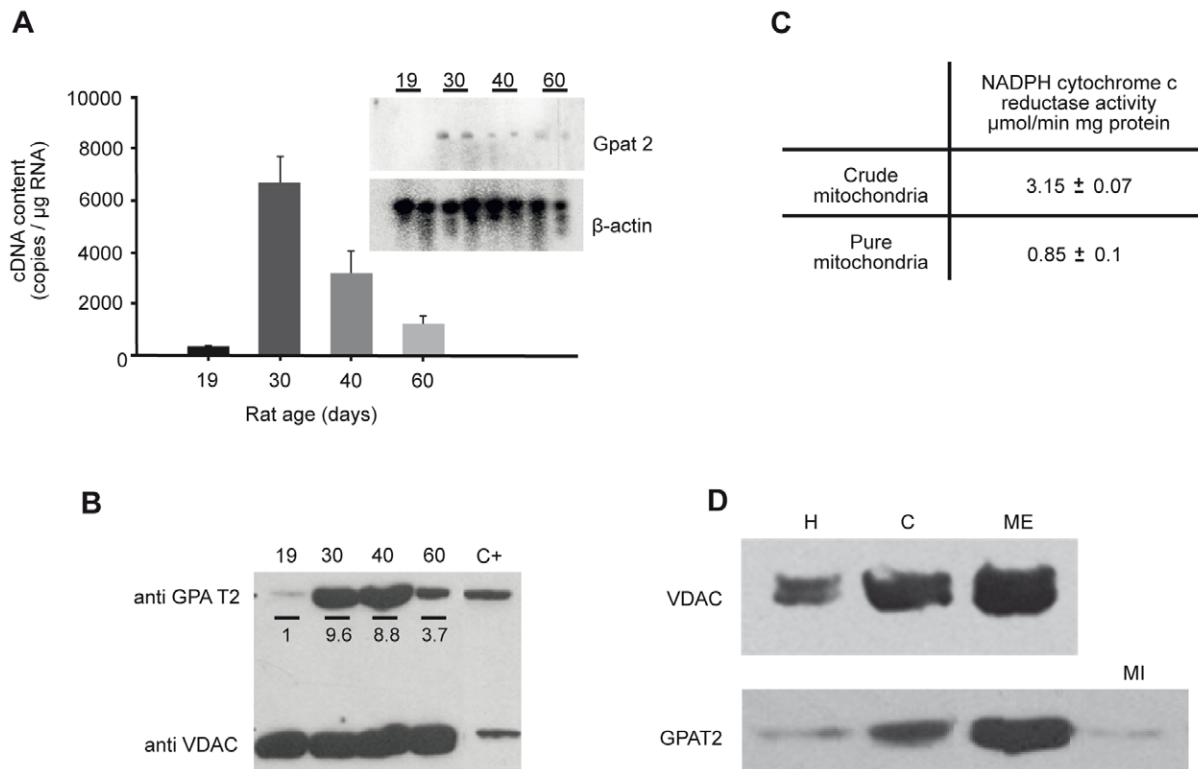 A
10000
8000
6000
4000
2000
0
cDNA content
(copies / µg RNA)
19 30 40 60
Rat age (days)
19 30 40 60
Gpat 2
β-actin
C
NADPH cytochrome c
reductase activity
µmol/min mg protein
Crude
mitochondria
3.15 ± 0.07
Pure
mitochondria
0.85 ± 0.1
B
19 30 40 60 C+
anti GPA T2
1 9.6 8.8 3.7
anti VDAC
D
H C ME
VDAC
MI
GPAT2